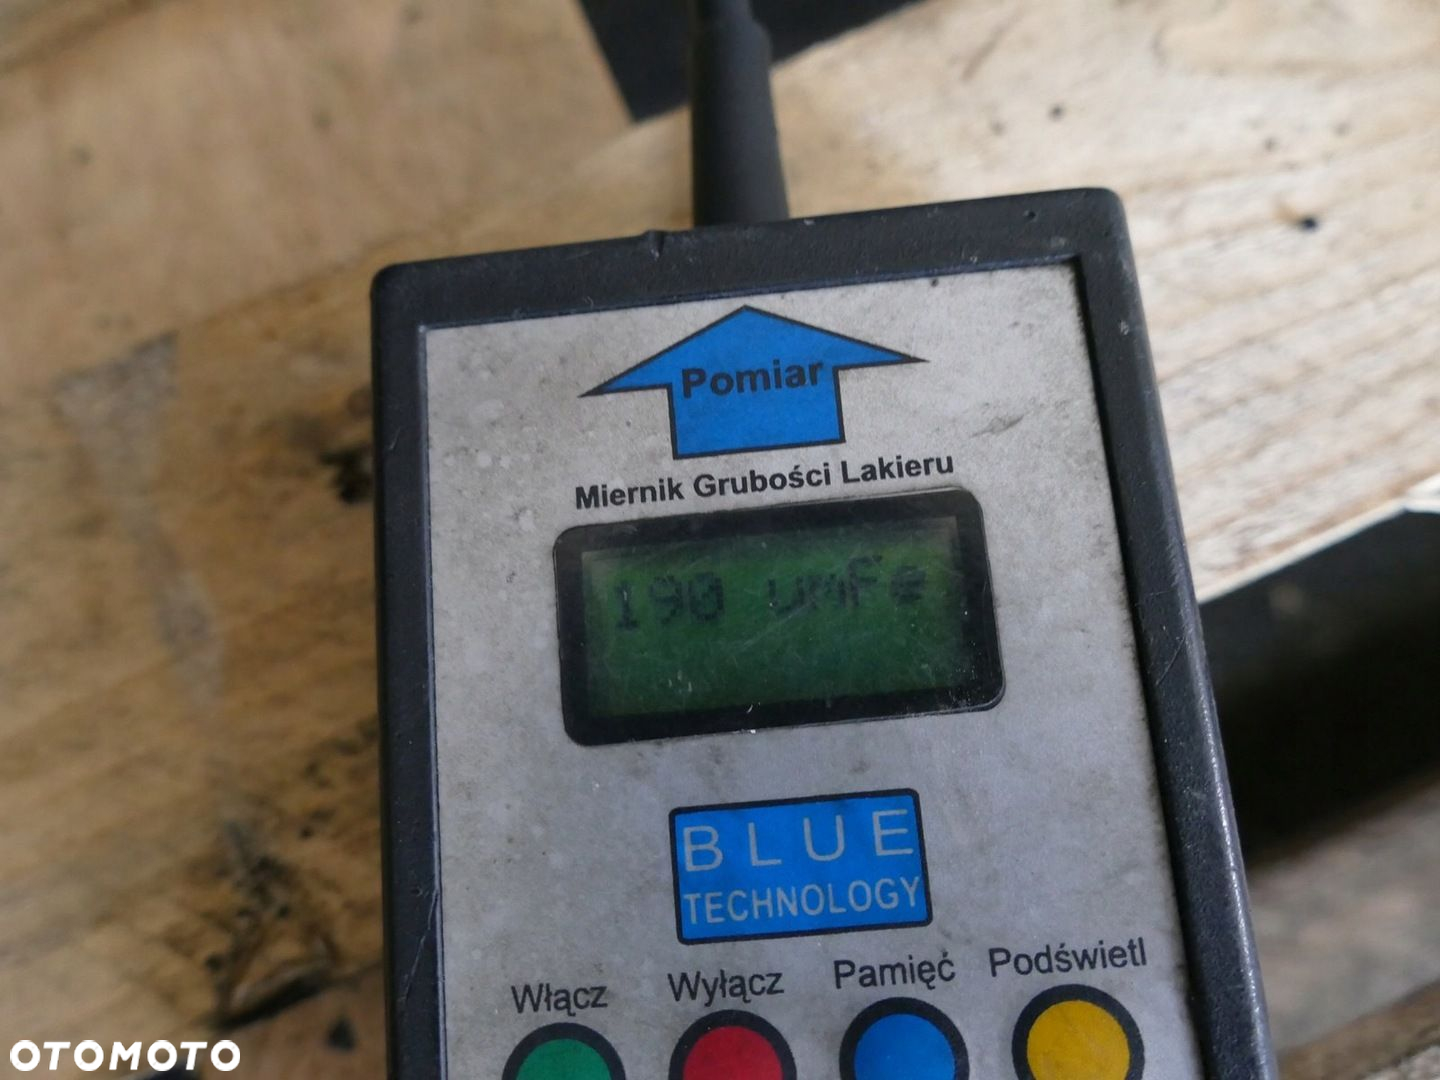 Pomiar
Miernik Grubości Lakieru
190 umFe
BLUE
TECHNOLOGY
Włącz Wyłącz Pamięć Podświetl
OTOMOTO